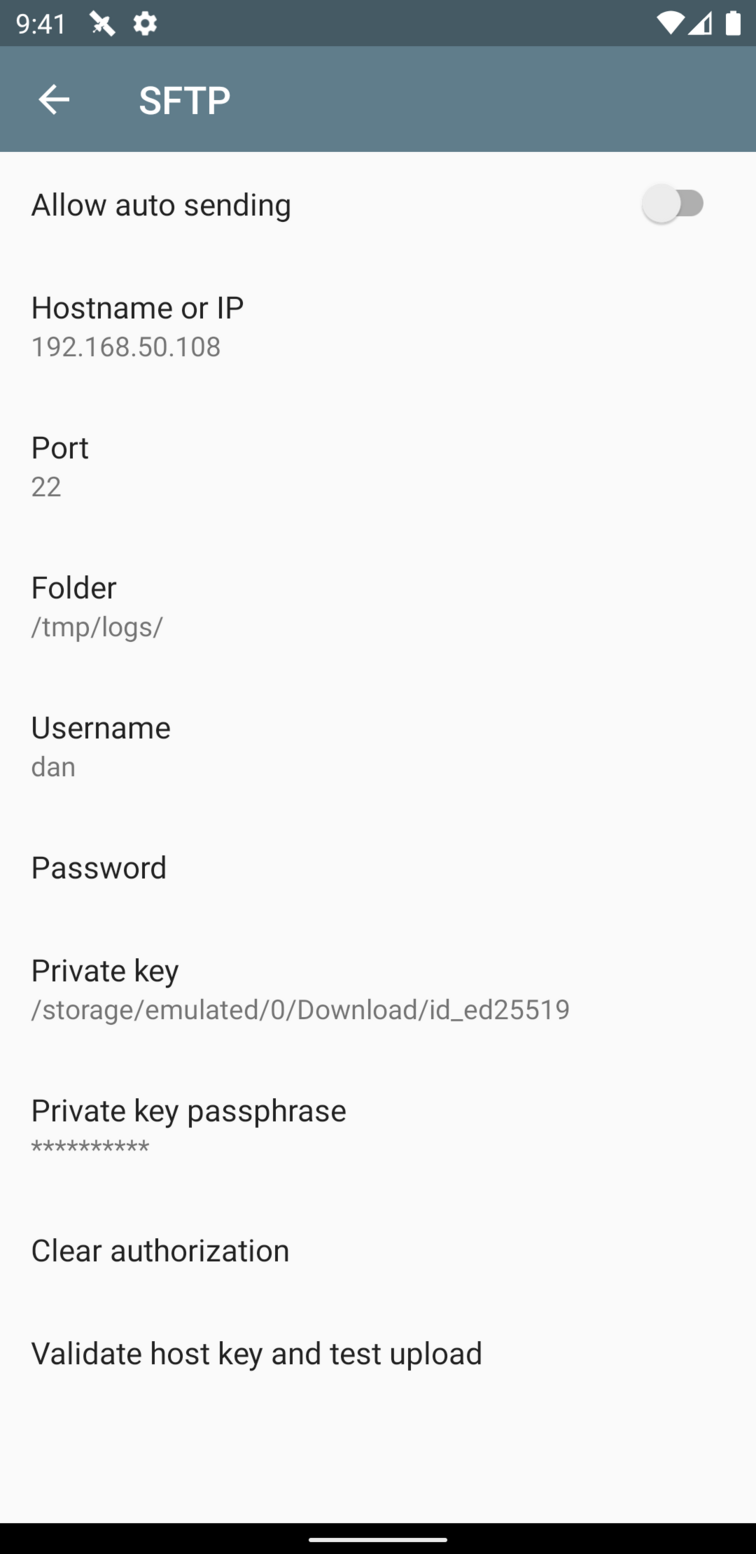 9:41
SFTP
Allow auto sending
Hostname or IP
192.168.50.108
Port
22
Folder
/tmp/logs/
Username
dan
Password
Private key
/storage/emulated/0/Download/id_ed25519
Private key passphrase
**********
Clear authorization
Validate host key and test upload